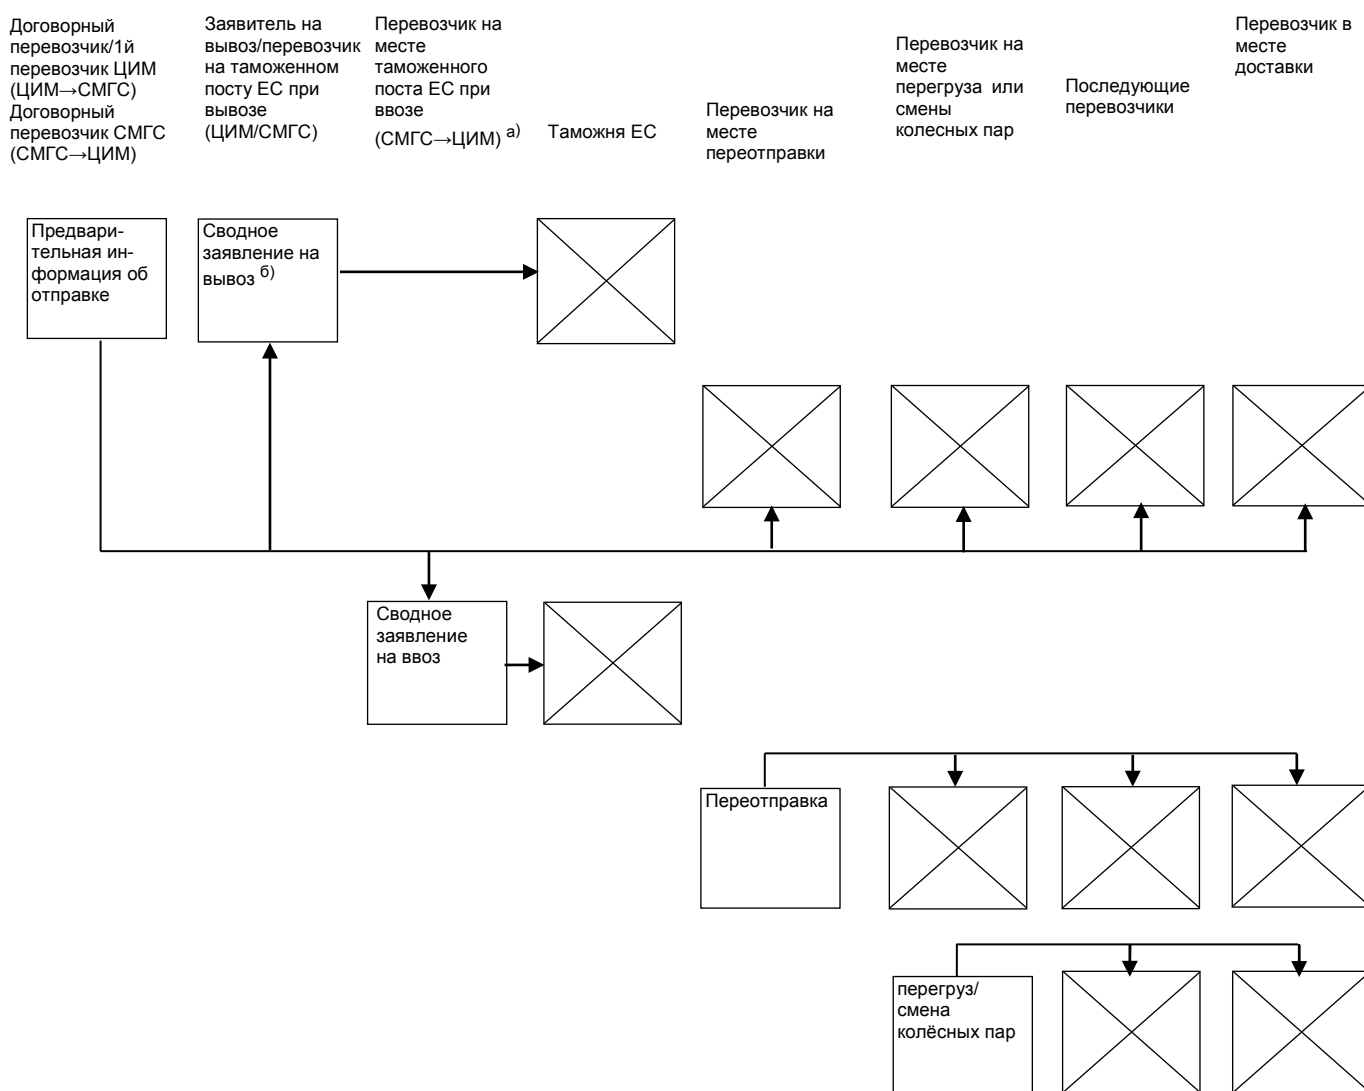 Договорный
перевозчик/1й
перевозчик ЦИМ
(ЦИМ→СМГС)
Договорный
перевозчик СМГС
(СМГС→ЦИМ)
Заявитель на
вывоз/перевозчик
на таможенном
посту ЕС при
вывозе
(ЦИМ/СМГС)
Перевозчик на
месте
таможенного
поста ЕС при
ввозе
(СМГС→ЦИМ) а)
Таможня ЕС
Перевозчик на
месте
переотправки
Перевозчик на
месте
перегруза или
смены
колесных пар
Последующие
перевозчики
Перевозчик в
месте
доставки
Предвари-
тельная ин-
формация об
отправке
Сводное
заявление на
вывоз б)
Сводное
заявление
на ввоз
Переотправка
перегруз/
смена
колёсных пар